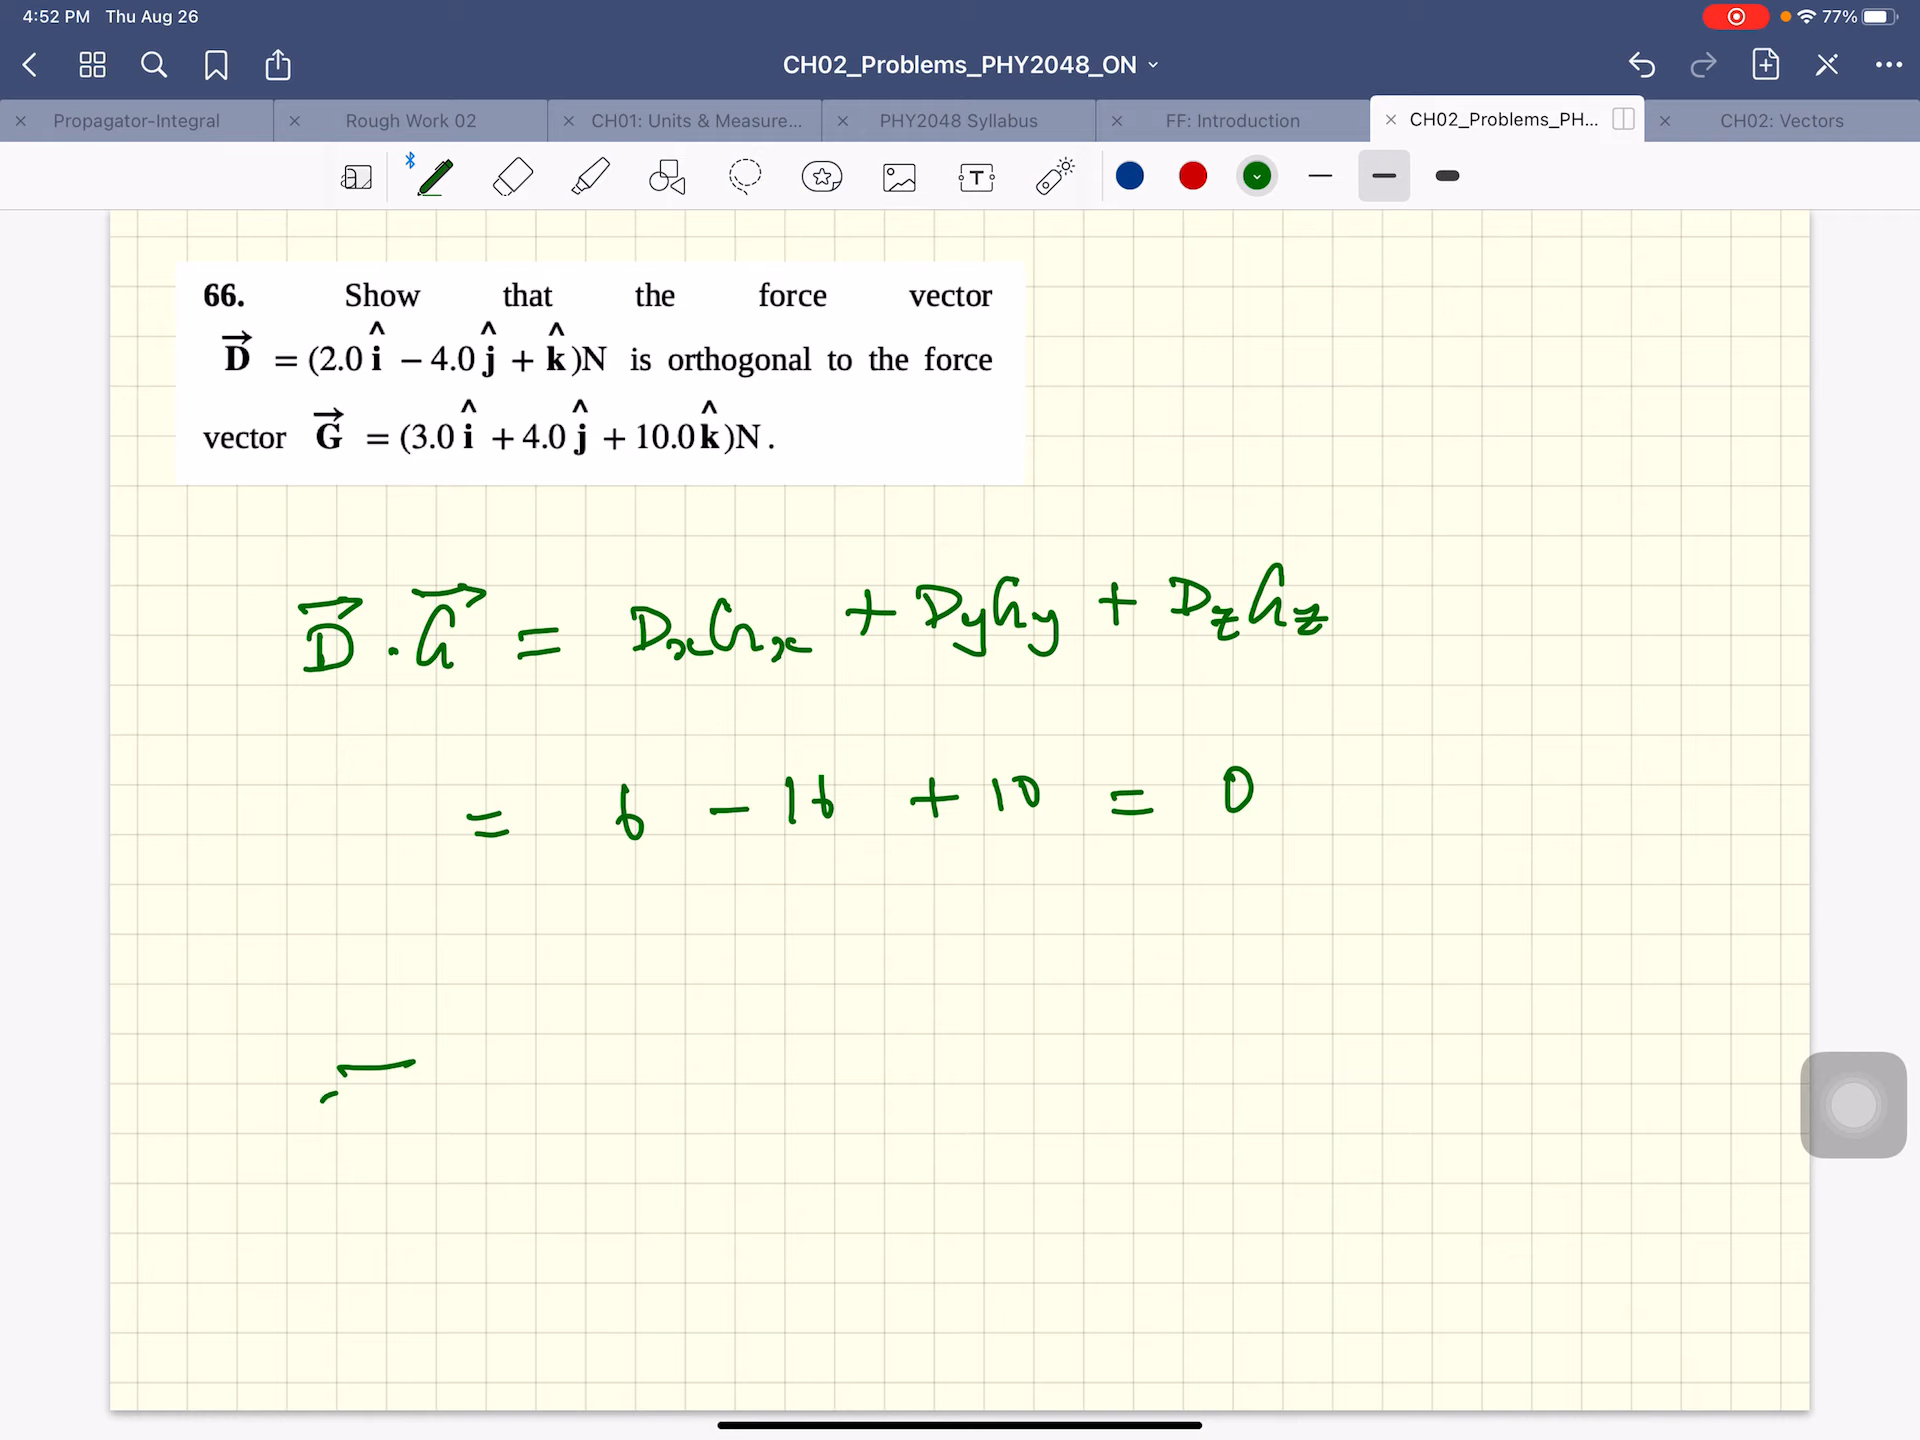 4:52 PM Thu Aug 26 77%
CH02_Problems_PHY2048_ON
Propagator-Integral Rough Work 02 CH01: Units & Measure... PHY2048 Syllabus FF: Introduction CH02_Problems_PH... CH02: Vectors
66. Show that the force vector
D⃗ = (2.0 î − 4.0 ĵ + k̂)N is orthogonal to the force
vector G⃗ = (3.0 î + 4.0 ĵ + 10.0 k̂)N.
D⃗ · G⃗ = DxGx + DyGy + DzGz
= 6 − 16 + 10 = 0